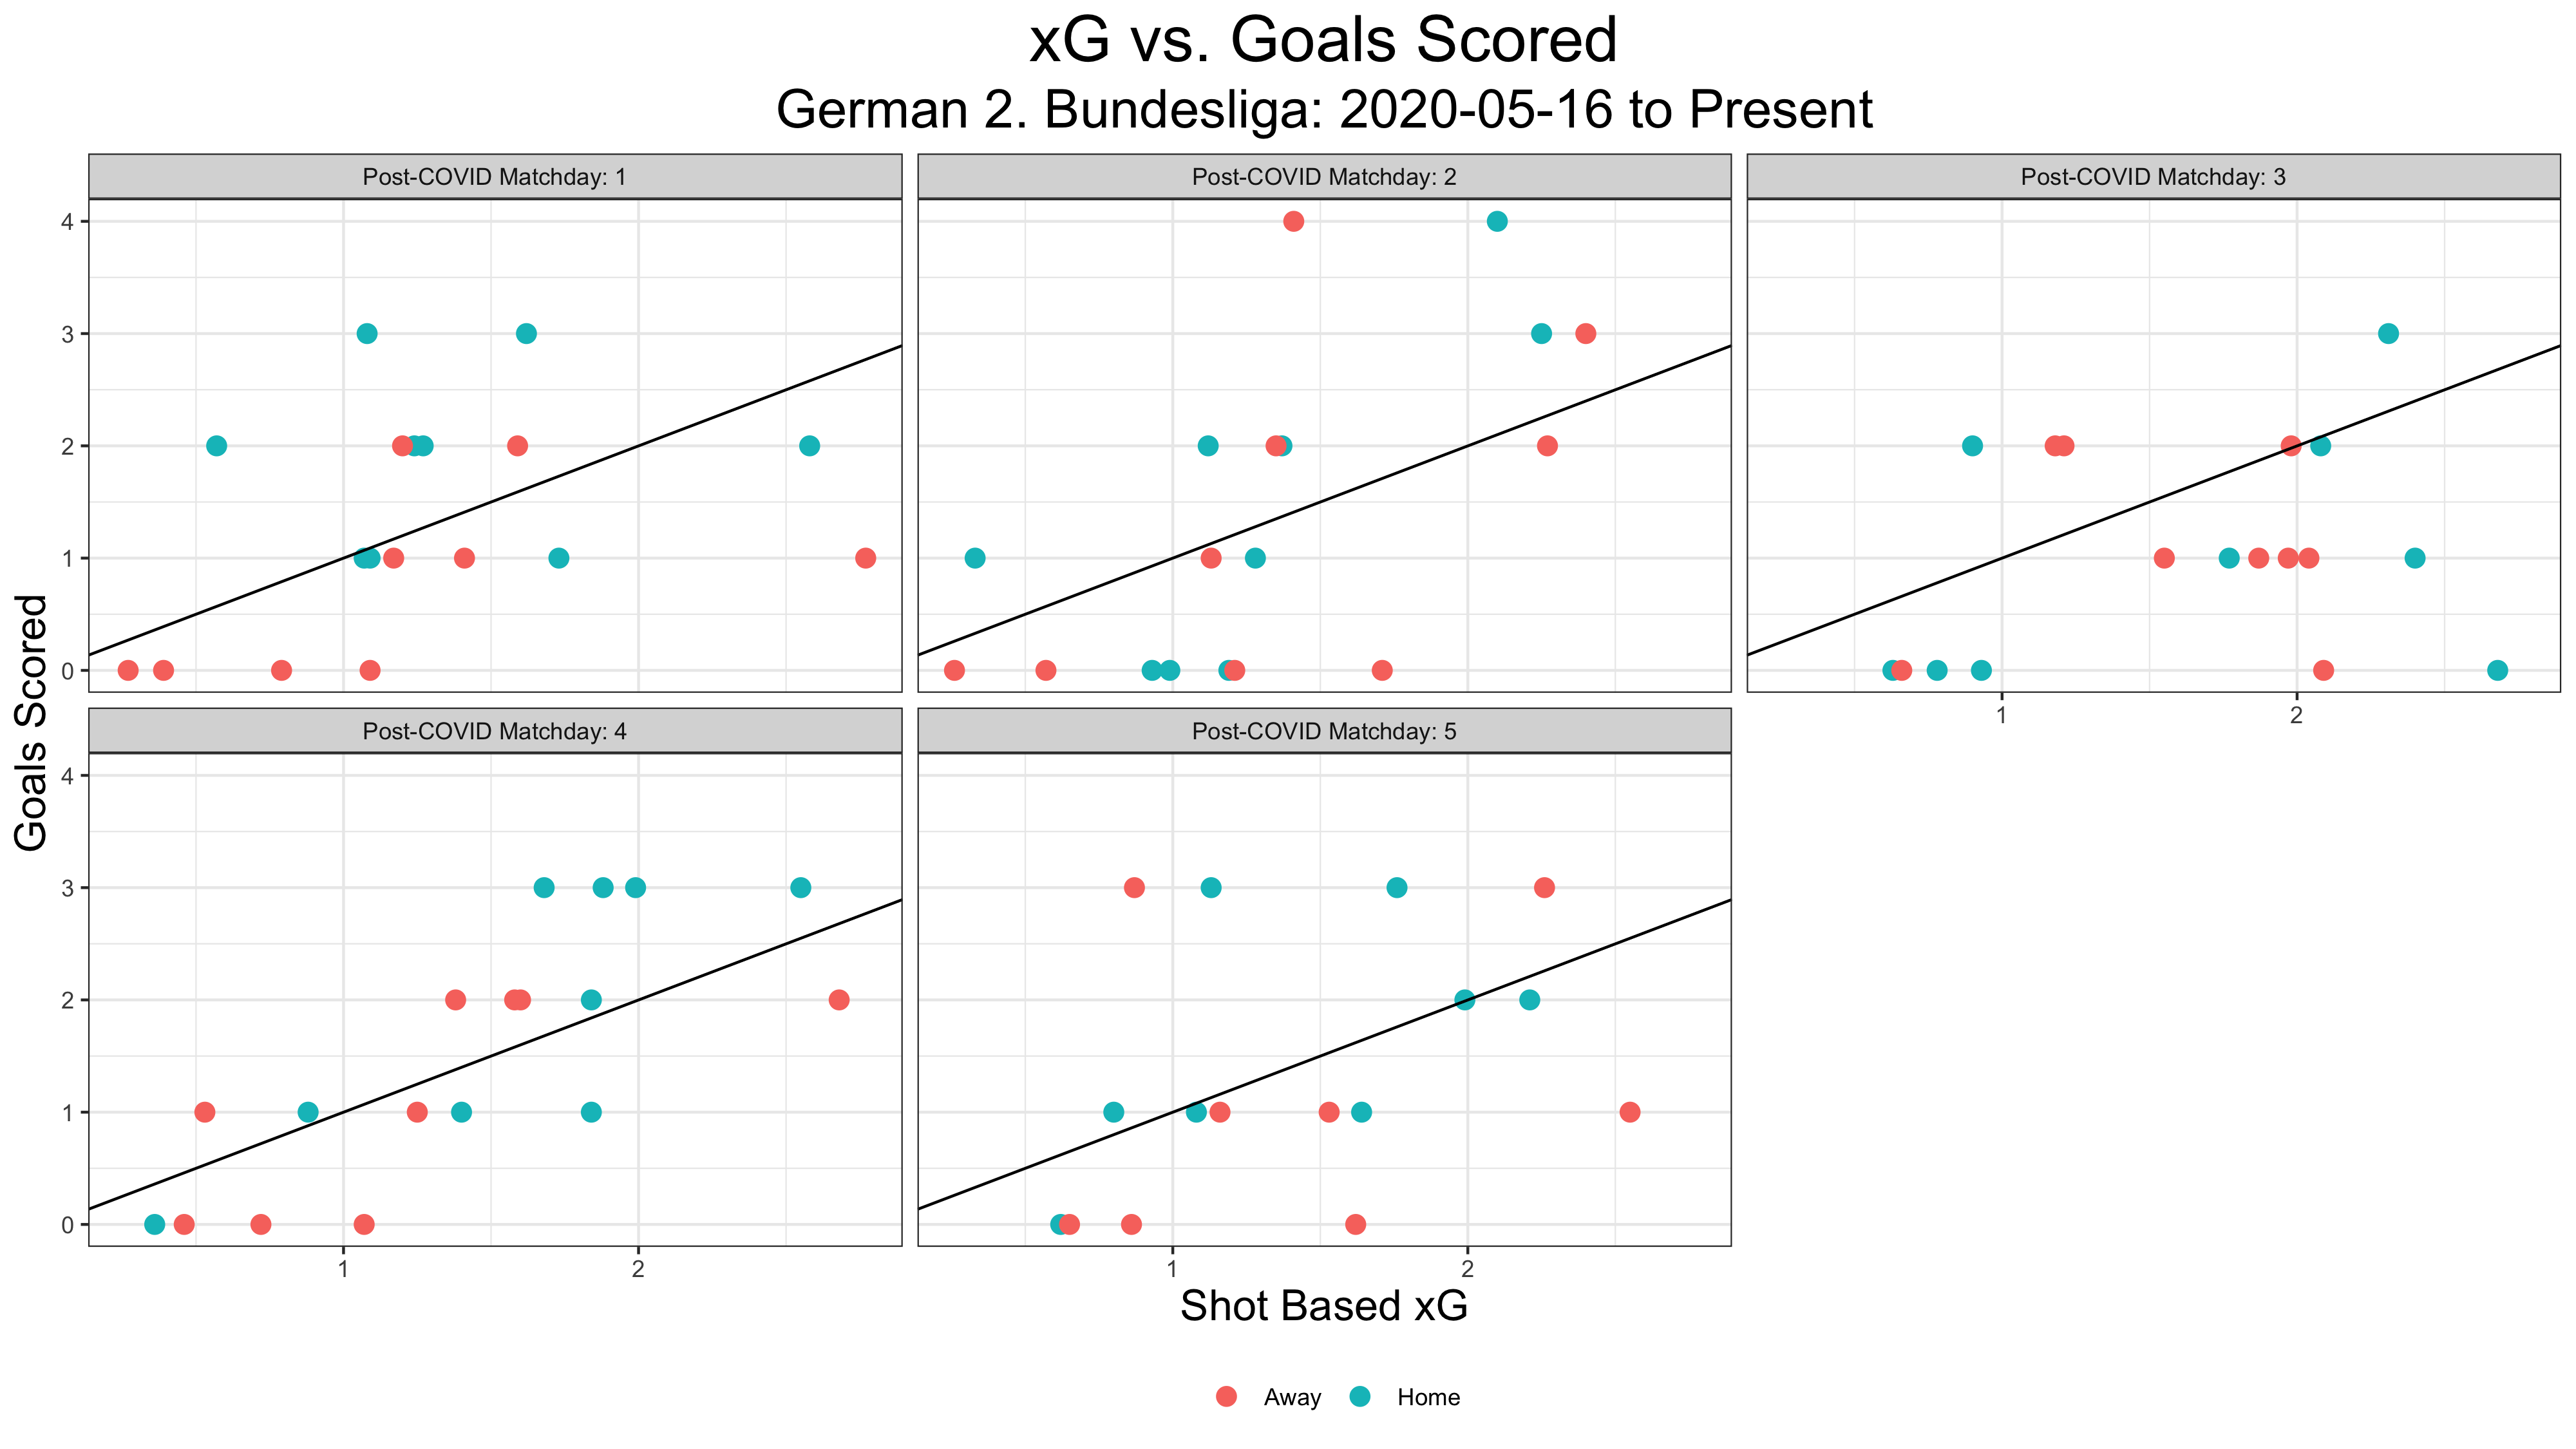 xG vs. Goals Scored
German 2. Bundesliga: 2020-05-16 to Present
Post-COVID Matchday: 1
Post-COVID Matchday: 2
Post-COVID Matchday: 3
4
3
2
1
0
1
2
Post-COVID Matchday: 4
Post-COVID Matchday: 5
4
3
2
1
0
1
2
1
2
Goals Scored
Shot Based xG
Away
Home